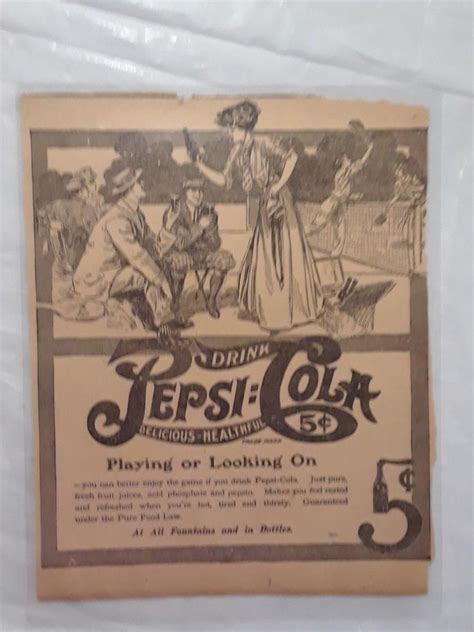 DRINK
PEPSI=COLA
5¢
DELICIOUS=HEALTHFUL
TRADE MARK
Playing or Looking On
—you can better enjoy the game if you drink Pepsi-Cola. Just pure,
fresh fruit juices, acid phosphate and pepsin. Makes you feel rested
and refreshed when you're hot, tired and thirsty. Guaranteed
under the Pure Food Law.
At All Fountains and in Bottles.
5¢